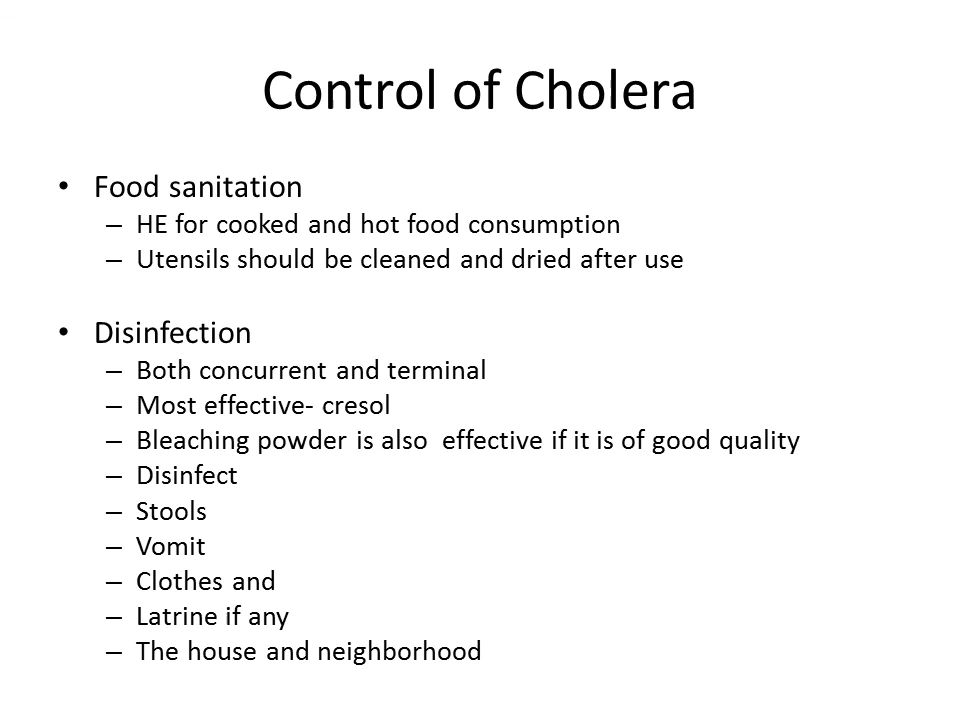 Control of Cholera
• Food sanitation
– HE for cooked and hot food consumption
– Utensils should be cleaned and dried after use
• Disinfection
– Both concurrent and terminal
– Most effective- cresol
– Bleaching powder is also  effective if it is of good quality
– Disinfect
– Stools
– Vomit
– Clothes and
– Latrine if any
– The house and neighborhood